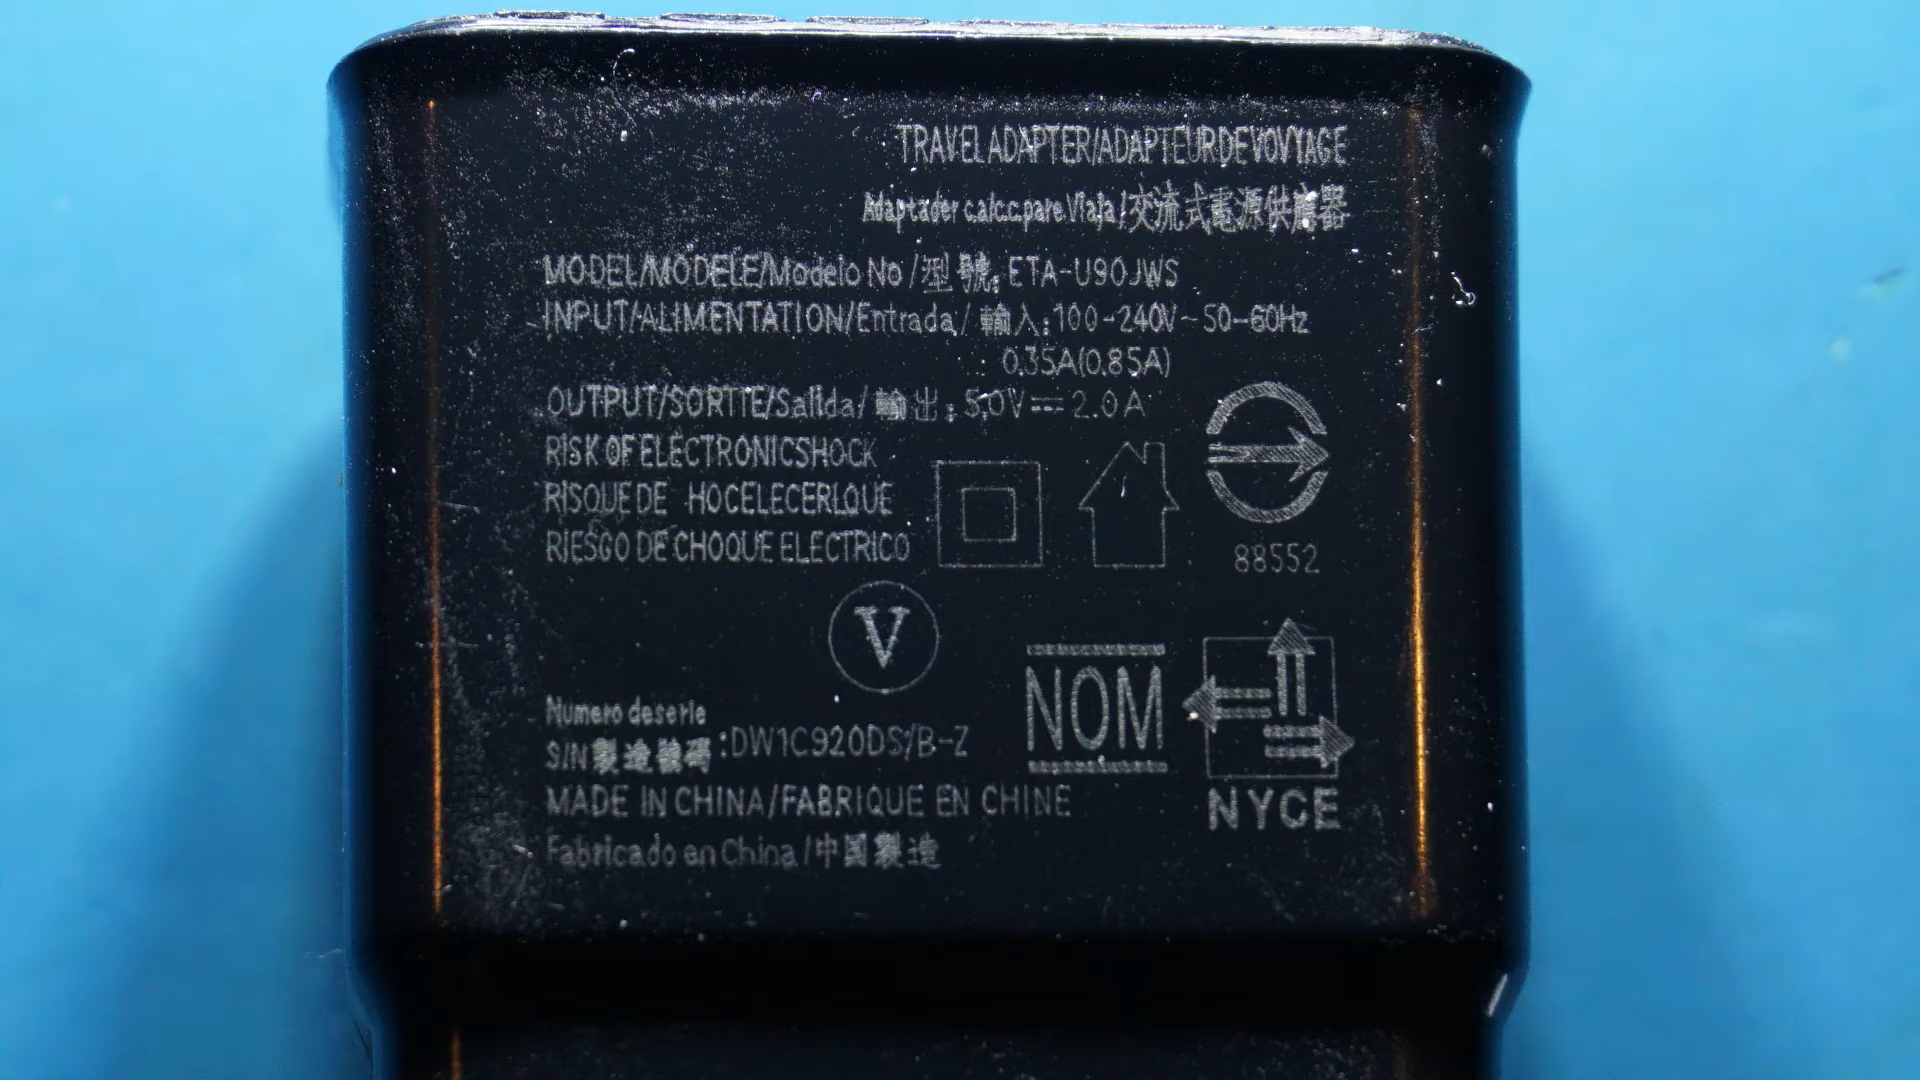 TRAVELADAPTER/ADAPTEURDEVOVYAGE
Adaptader c.a/c.c.pare.Viaja/交流式電源供應器
MODEL/MODELE/Modelo No/型號: ETA-U90JWS
INPUT/ALIMENTATION/Entrada/輸入:100-240V~50-60Hz
0.35A(0.85A)
OUTPUT/SORTIE/Salida/輸出:5.0V⎓2.0A
RISK OF ELECTRONICSHOCK
RISQUEDE HOCELECERLQUE
RIESGO DE CHOQUE ELECTRICO
88552
V
NOM
NYCE
Numero deserie
S/N製造號碼:DW1C920DS/B-Z
MADE IN CHINA/FABRIQUE EN CHINE
Fabricado en China/中国製造